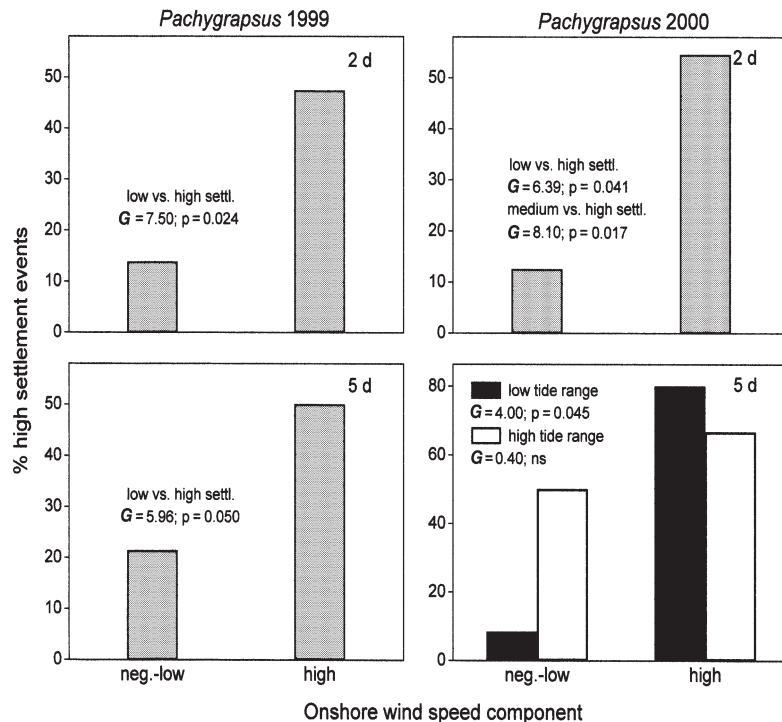 Pachygrapsus 1999
Pachygrapsus 2000
% high settlement events
2 d
50
40
30
20
10
0
low vs. high settl.
G = 7.50; p = 0.024
2 d
50
40
30
20
10
0
low vs. high settl.
G = 6.39; p = 0.041
medium vs. high settl.
G = 8.10; p = 0.017
5 d
50
40
30
20
10
0
low vs. high settl.
G = 5.96; p = 0.050
neg.-low
high
5 d
80
60
40
20
0
low tide range
G = 4.00; p = 0.045
high tide range
G = 0.40; ns
neg.-low
high
Onshore wind speed component